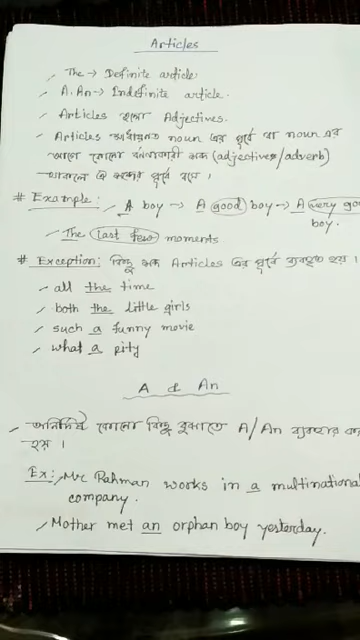 Articles
The → Definite article
A, An → Indefinite article.
Articles হলো Adjectives.
Articles সাধারণত noun এর পূর্বে বা noun এর
আগে কোনো বর্ণনাকারী শব্দ (adjectives/adverb)
থাকলে ঐ শব্দের পূর্বে বসে।
# Example: A boy → A good boy → A very good
boy.
The last few moments
# Exception: কিছু শব্দ Articles এর পূর্বে ব্যবহৃত হয়।
all the time
both the little girls
such a funny movie
what a pity
A & An
অনির্দিষ্ট কোনো কিছু বুঝাতে A/An ব্যবহার
হয়।
Ex: Mr Rahman works in a multinational
company.
Mother met an orphan boy yesterday.